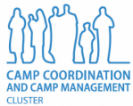 CAMP COORDINATION
AND CAMP MANAGEMENT
CLUSTER